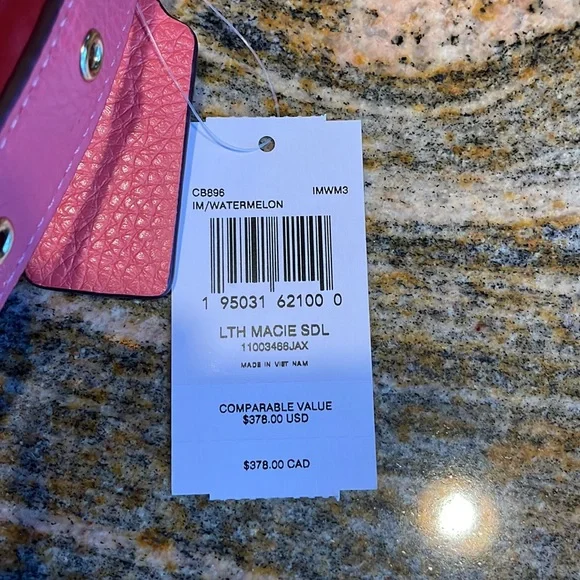 CB896 IMWM3
IM/WATERMELON
1 95031 62100 0
LTH MACIE SDL
11003466JAX
MADE IN VIET NAM
COMPARABLE VALUE
$378.00 USD
$378.00 CAD